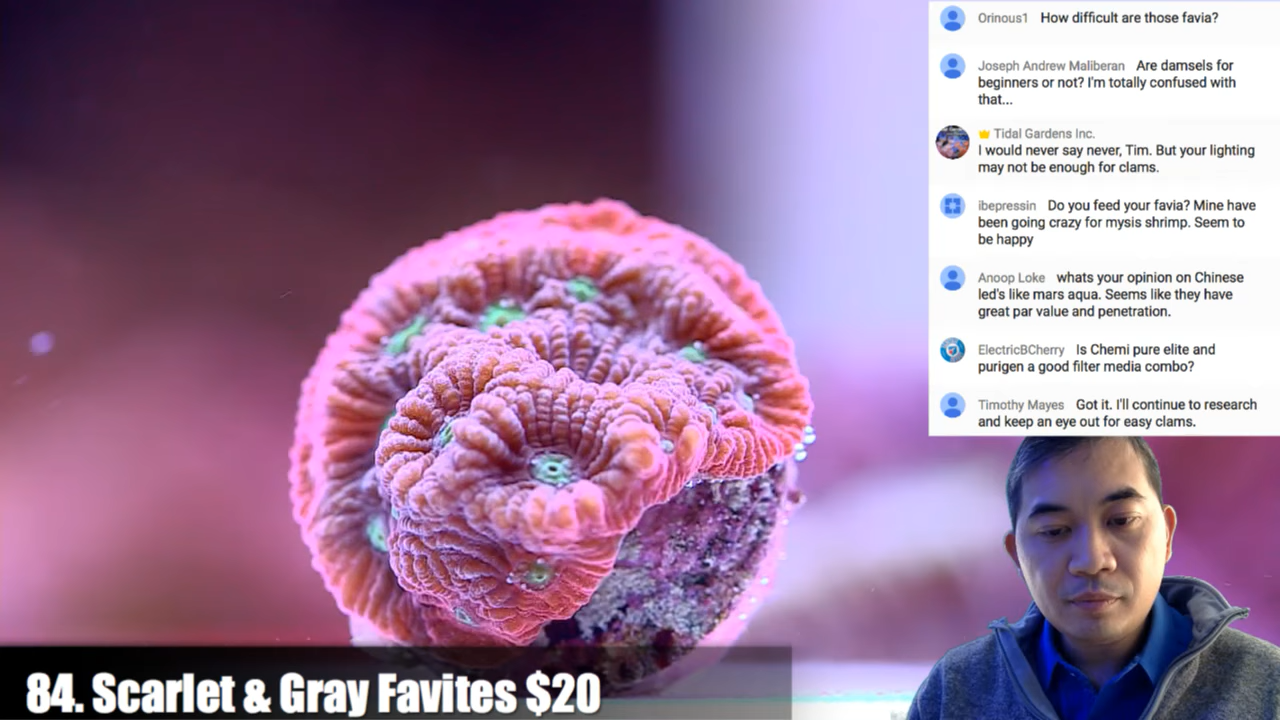 Orinous1 How difficult are those favia?
Joseph Andrew Maliberan Are damsels for
beginners or not? I'm totally confused with
that...
Tidal Gardens Inc.
I would never say never, Tim. But your lighting
may not be enough for clams.
ibepressin Do you feed your favia? Mine have
been going crazy for mysis shrimp. Seem to
be happy
Anoop Loke whats your opinion on Chinese
led's like mars aqua. Seems like they have
great par value and penetration.
ElectricBCherry Is Chemi pure elite and
purigen a good filter media combo?
Timothy Mayes Got it. I'll continue to research
and keep an eye out for easy clams.
84. Scarlet & Gray Favites $20